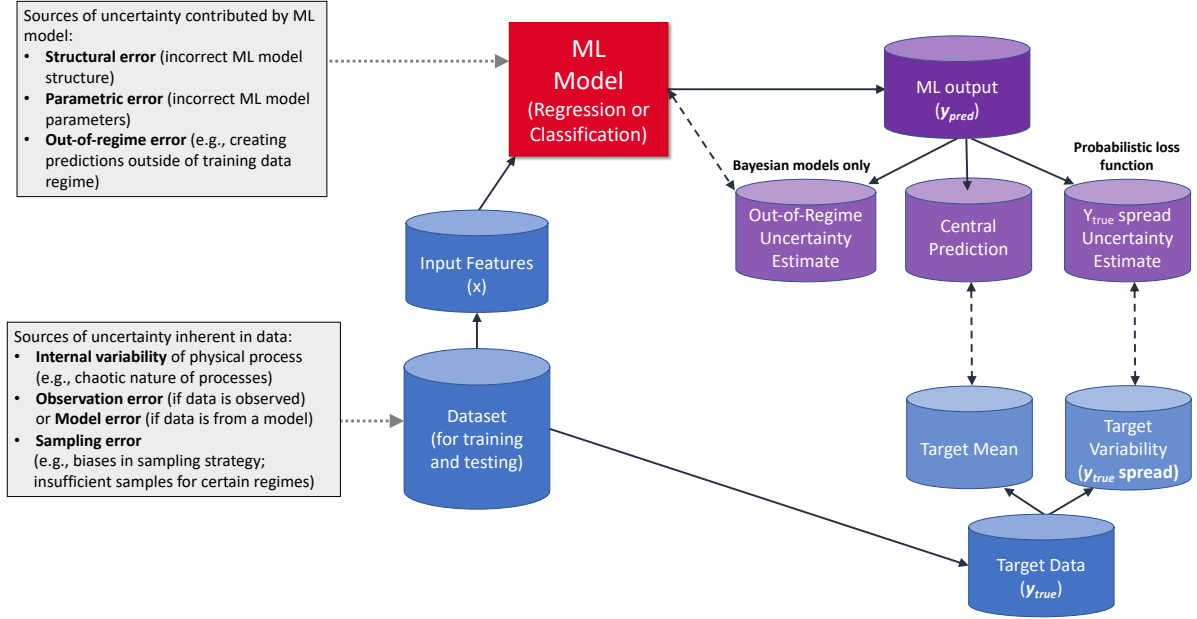 Sources of uncertainty contributed by ML
model:
• Structural error (incorrect ML model
structure)
• Parametric error (incorrect ML model
parameters)
• Out-of-regime error (e.g., creating
predictions outside of training data
regime)
ML
Model
(Regression or
Classification)
ML output
(ypred)
Bayesian models only
Probabilistic loss
function
Out-of-Regime
Uncertainty
Estimate
Central
Prediction
Ytrue spread
Uncertainty
Estimate
Input Features
(x)
Sources of uncertainty inherent in data:
• Internal variability of physical process
(e.g., chaotic nature of processes)
• Observation error (if data is observed)
or Model error (if data is from a model)
• Sampling error
(e.g., biases in sampling strategy;
insufficient samples for certain regimes)
Dataset
(for training
and testing)
Target Mean
Target
Variability
(ytrue spread)
Target Data
(ytrue)